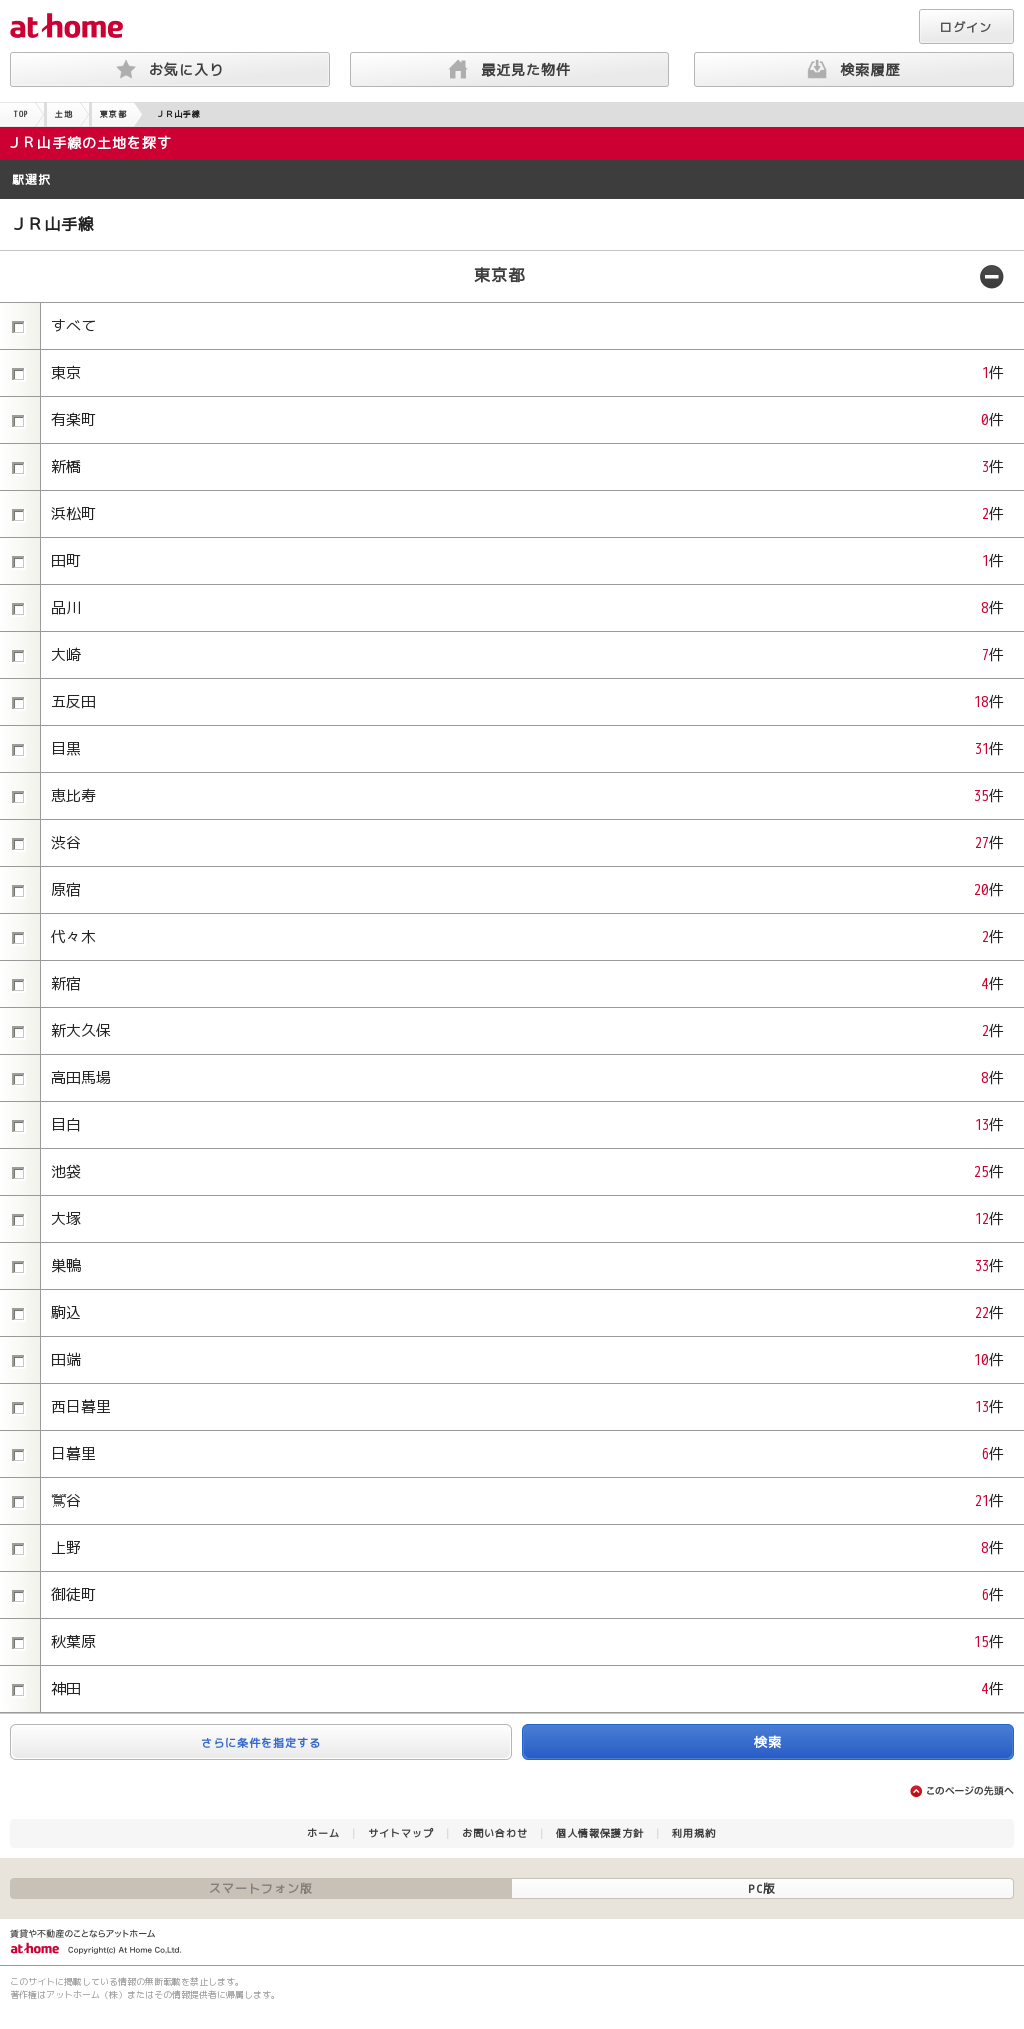 at home
ログイン
お気に入り
最近見た物件
検索履歴
TOP
土地
東京都
ＪＲ山手線
ＪＲ山手線の土地を探す
駅選択
ＪＲ山手線
東京都
すべて
東京 1件
有楽町 0件
新橋 3件
浜松町 2件
田町 1件
品川 8件
大崎 7件
五反田 18件
目黒 31件
恵比寿 35件
渋谷 27件
原宿 20件
代々木 2件
新宿 4件
新大久保 2件
高田馬場 8件
目白 13件
池袋 25件
大塚 12件
巣鴨 33件
駒込 22件
田端 10件
西日暮里 13件
日暮里 6件
鶯谷 21件
上野 8件
御徒町 6件
秋葉原 15件
神田 4件
さらに条件を指定する
検索
このページの先頭へ
ホーム ｜ サイトマップ ｜ お問い合わせ ｜ 個人情報保護方針 ｜ 利用規約
スマートフォン版
PC版
賃貸や不動産のことならアットホーム
at home Copyright(c) At Home Co,Ltd.
このサイトに掲載している情報の無断転載を禁止します。
著作権はアットホーム（株）またはその情報提供者に帰属します。